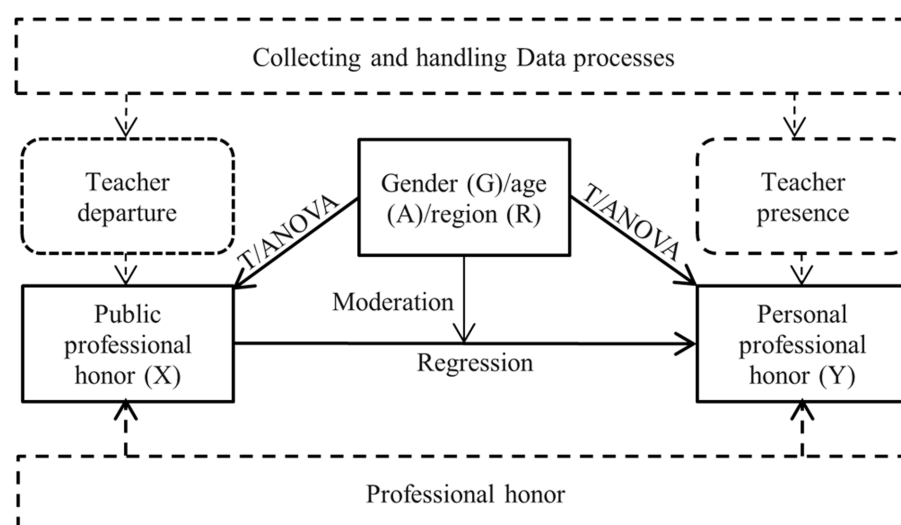 Collecting and handling Data processes
Teacher
departure
Gender (G)/age
(A)/region (R)
Teacher
presence
T/ANOVA
T/ANOVA
Moderation
Public
professional
honor (X)
Regression
Personal
professional
honor (Y)
Professional honor